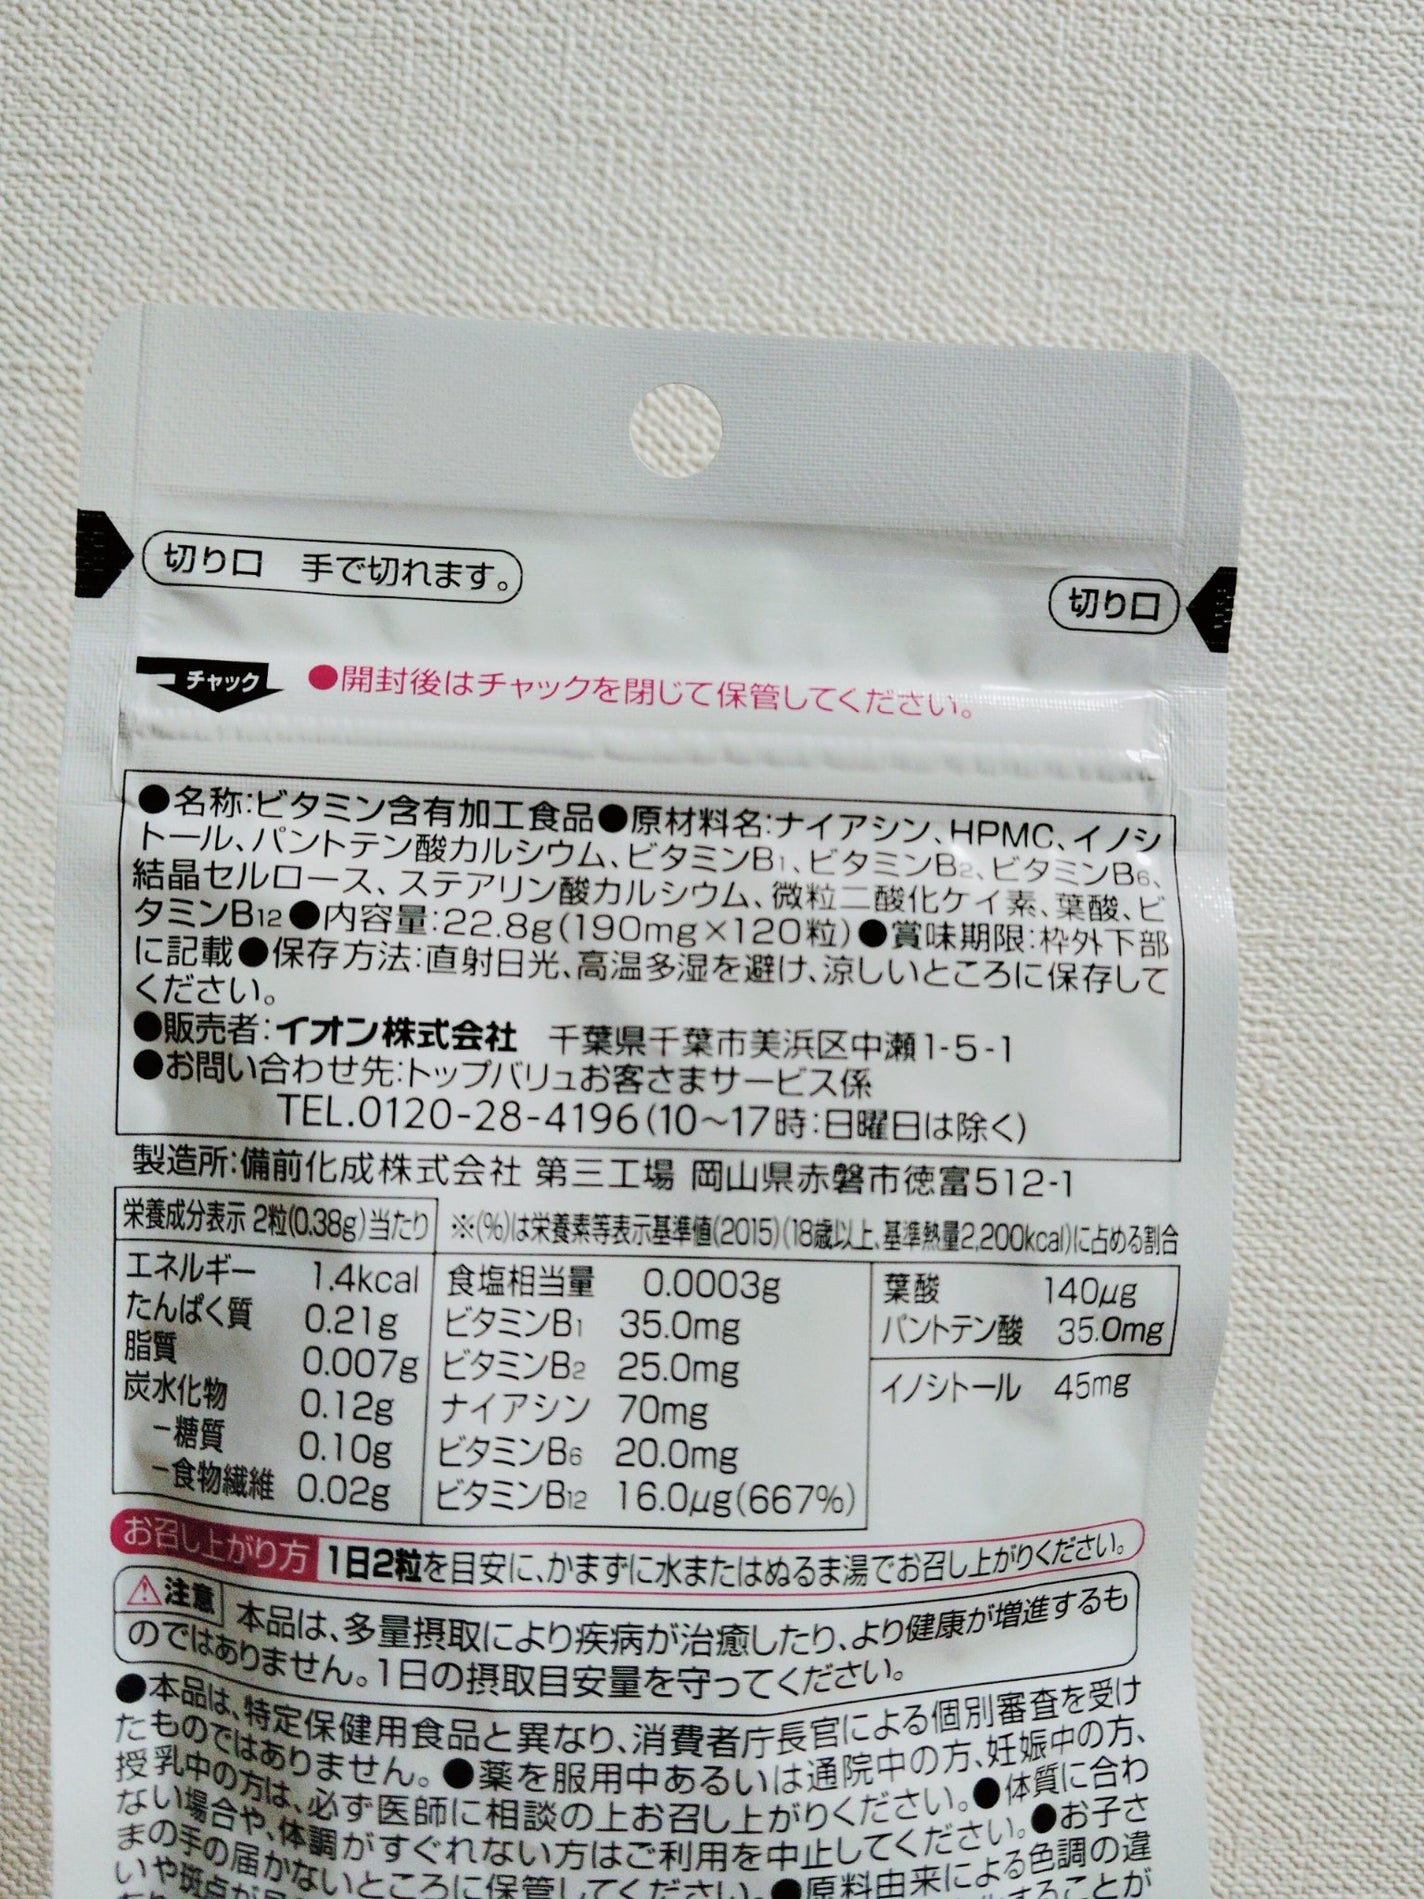 切り口 手で切れます。
切り口
チャック ●開封後はチャックを閉じて保管してください。
●名称:ビタミン含有加工食品●原材料名:ナイアシン、HPMC、イノシ
トール、パントテン酸カルシウム、ビタミンB1、ビタミンB2、ビタミンB6、
結晶セルロース、ステアリン酸カルシウム、微粒二酸化ケイ素、葉酸、ビ
タミンB12●内容量:22.8g(190mg×120粒)●賞味期限:枠外下部
に記載●保存方法:直射日光、高温多湿を避け、涼しいところに保存して
ください。
●販売者:イオン株式会社 千葉県千葉市美浜区中瀬1-5-1
●お問い合わせ先:トップバリュお客さまサービス係
TEL.0120-28-4196(10〜17時:日曜日は除く)
製造所:備前化成株式会社 第三工場 岡山県赤磐市徳富512-1
栄養成分表示 2粒(0.38g)当たり ※(%)は栄養素等表示基準値(2015)(18歳以上、基準熱量2,200kcal)に占める割合
エネルギー 1.4kcal
たんぱく質 0.21g
脂質 0.007g
炭水化物 0.12g
−糖質 0.10g
−食物繊維 0.02g
食塩相当量 0.0003g
ビタミンB1 35.0mg
ビタミンB2 25.0mg
ナイアシン 70mg
ビタミンB6 20.0mg
ビタミンB12 16.0μg(667%)
葉酸 140μg
パントテン酸 35.0mg
イノシトール 45mg
お召し上がり方 1日2粒を目安に、かまずに水またはぬるま湯でお召し上がりください。
⚠注意 本品は、多量摂取により疾病が治癒したり、より健康が増進するも
のではありません。1日の摂取目安量を守ってください。
●本品は、特定保健用食品と異なり、消費者庁長官による個別審査を受け
たものではありません。●薬を服用中あるいは通院中の方、妊娠中の方、
授乳中の方は、必ず医師に相談の上お召し上がりください。●体質に合わ
ない場合や、体調がすぐれない方はご利用を中止してください。●お子さ
まの手の届かないところに保管してください。●原料由来による色調の違
いや斑点が
することが